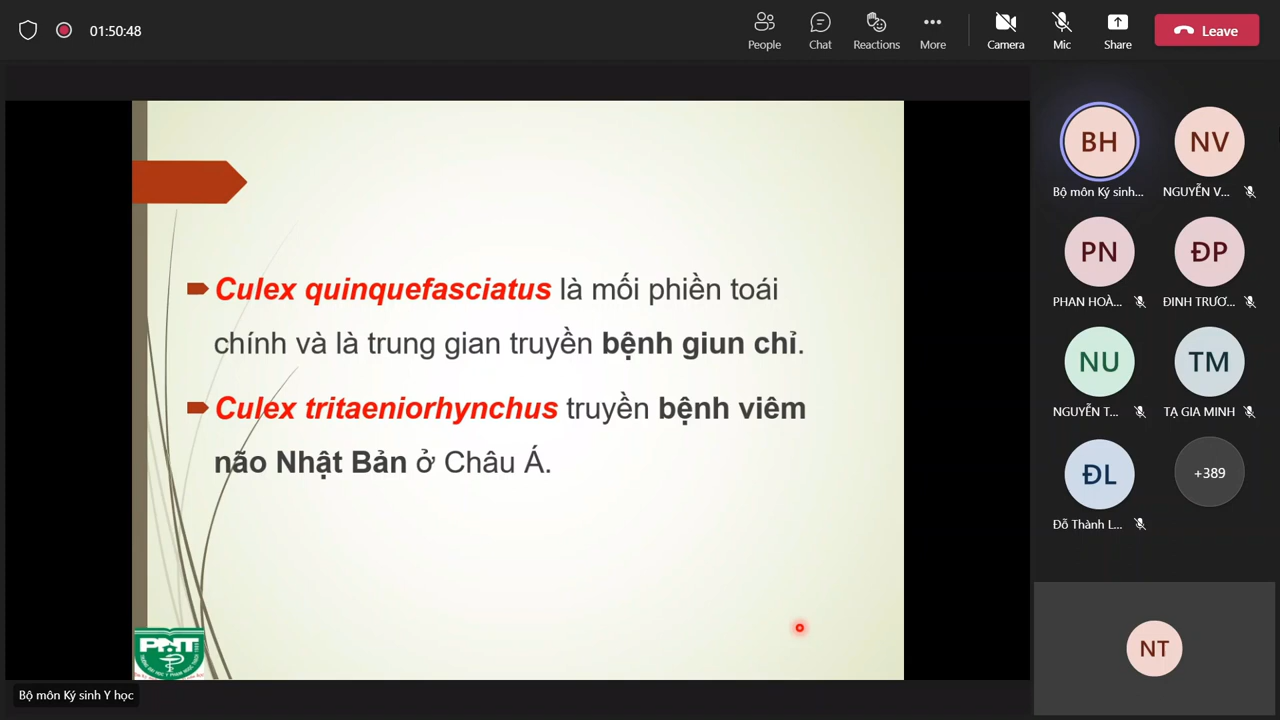 01:50:48
People
Chat
Reactions
More
Camera
Mic
Share
Leave
Culex quinquefasciatus là mối phiền toái
chính và là trung gian truyền bệnh giun chỉ.
Culex tritaeniorhynchus truyền bệnh viêm
não Nhật Bản ở Châu Á.
PNT
BH
Bộ môn Ký sinh...
NV
NGUYỄN V...
PN
PHAN HOÀ...
ĐP
ĐINH TRƯƠ...
NU
NGUYỄN T...
TM
TẠ GIA MINH
ĐL
Đỗ Thành L...
+389
NT
Bộ môn Ký sinh Y học